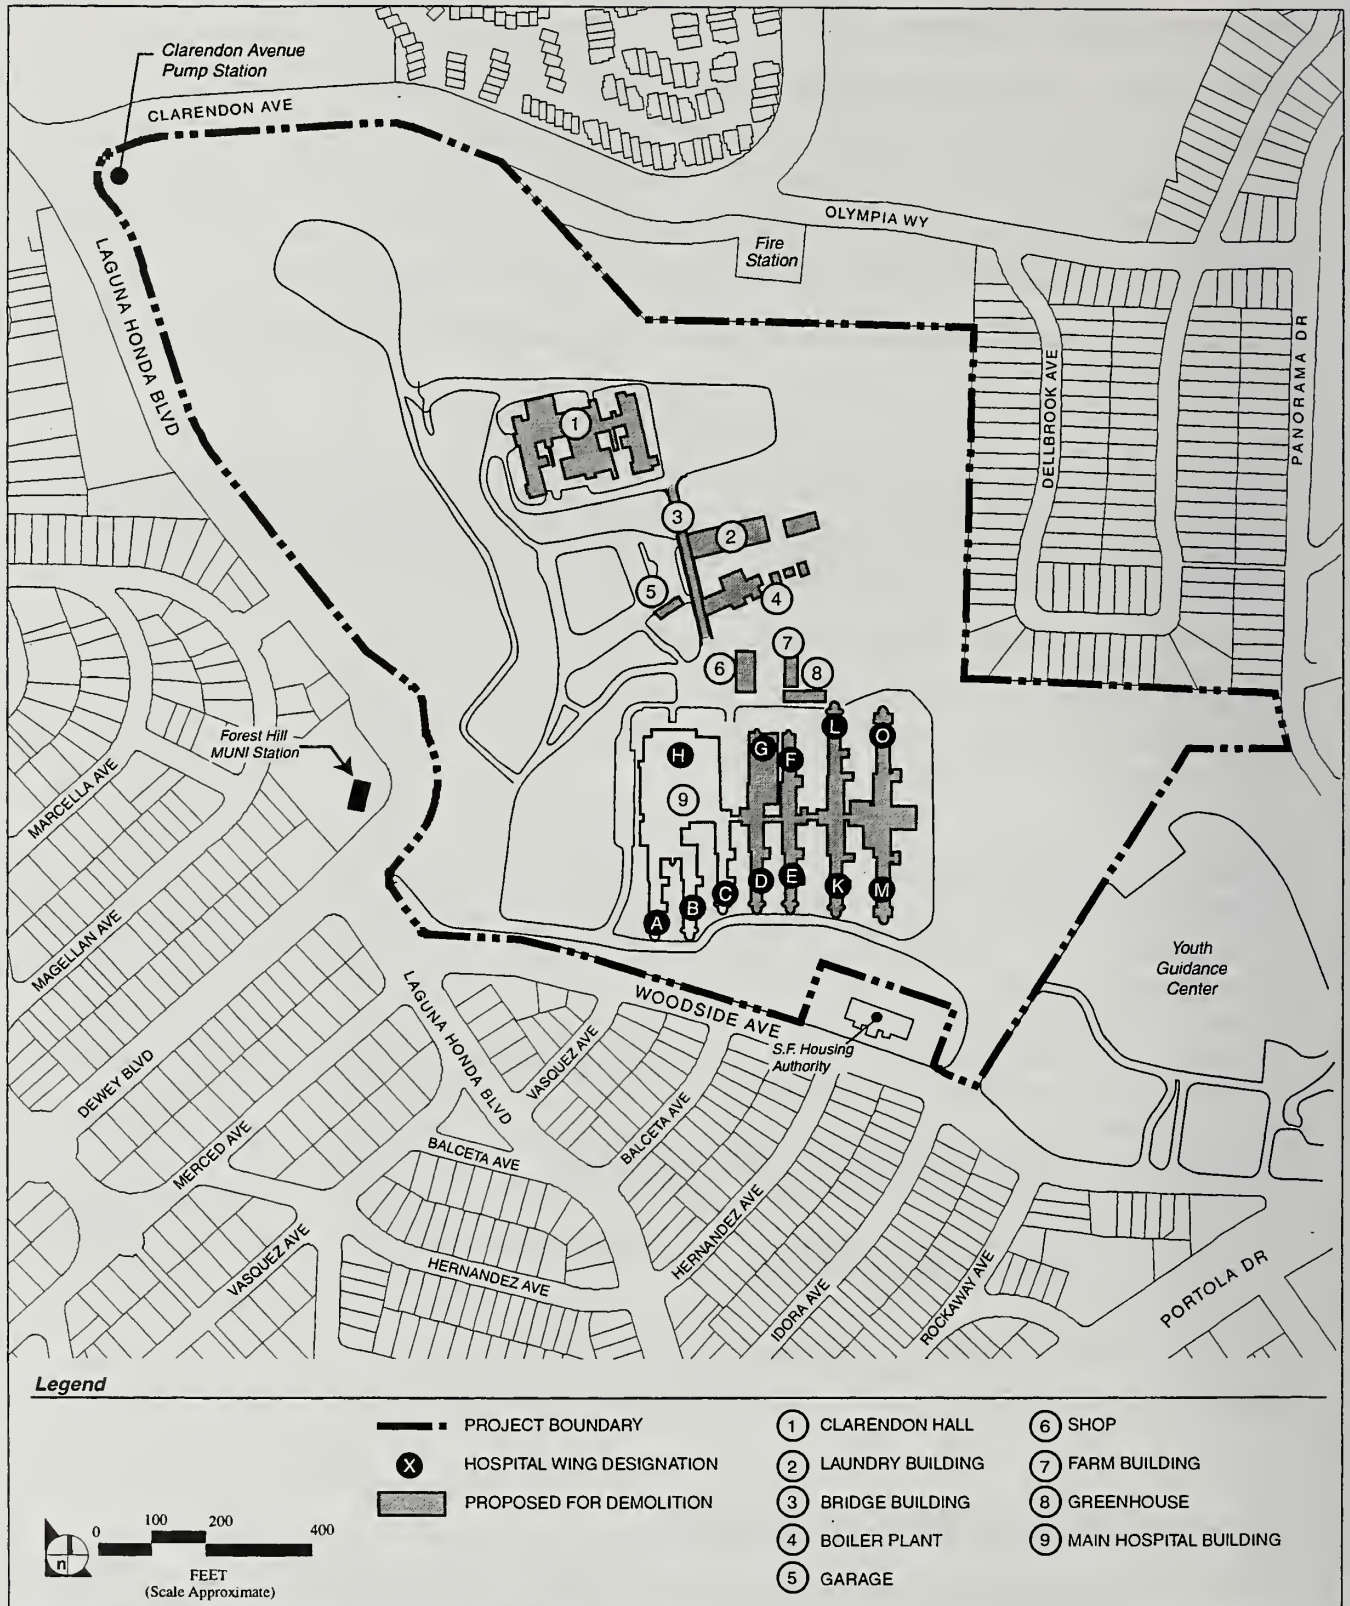 Clarendon Avenue
Pump Station
CLARENDON AVE
OLYMPIA WY
Fire
Station
LAGUNA HONDA BLVD
DELLBROOK AVE
PANORAMA DR
1
3
2
5
4
7
6
8
Forest Hill
MUNI Station
L
O
H
G
F
9
MARCELLA AVE
D
E
K
M
C
B
A
MAGELLAN AVE
Youth
Guidance
Center
LAGUNA HONDA BLVD
WOODSIDE AVE
S.F. Housing
Authority
DEWEY BLVD
VASQUEZ AVE
BALCETA AVE
MERCED AVE
BALCETA AVE
HERNANDEZ AVE
VASQUEZ AVE
HERNANDEZ AVE
IDORA AVE
ROCKAWAY AVE
PORTOLA DR
Legend
PROJECT BOUNDARY
X HOSPITAL WING DESIGNATION
PROPOSED FOR DEMOLITION
1 CLARENDON HALL
2 LAUNDRY BUILDING
3 BRIDGE BUILDING
4 BOILER PLANT
5 GARAGE
6 SHOP
7 FARM BUILDING
8 GREENHOUSE
9 MAIN HOSPITAL BUILDING
n
0 100 200 400
FEET
(Scale Approximate)